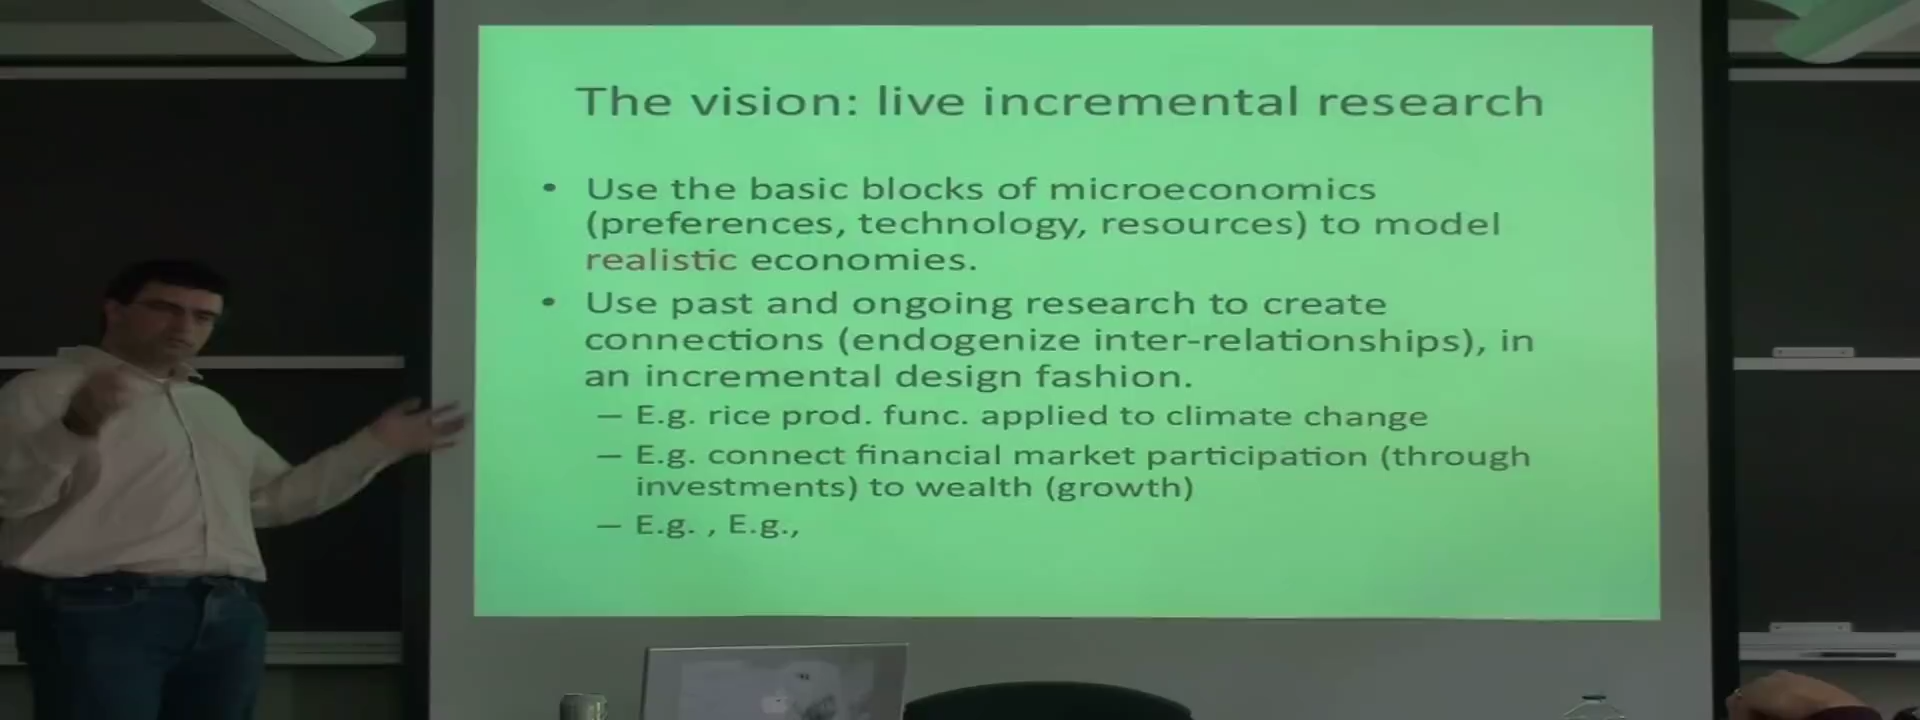 The vision: live incremental research
• Use the basic blocks of microeconomics
(preferences, technology, resources) to model
realistic economies.
• Use past and ongoing research to create
connections (endogenize inter-relationships), in
an incremental design fashion.
– E.g. rice prod. func. applied to climate change
– E.g. connect financial market participation (through
investments) to wealth (growth)
– E.g. , E.g.,